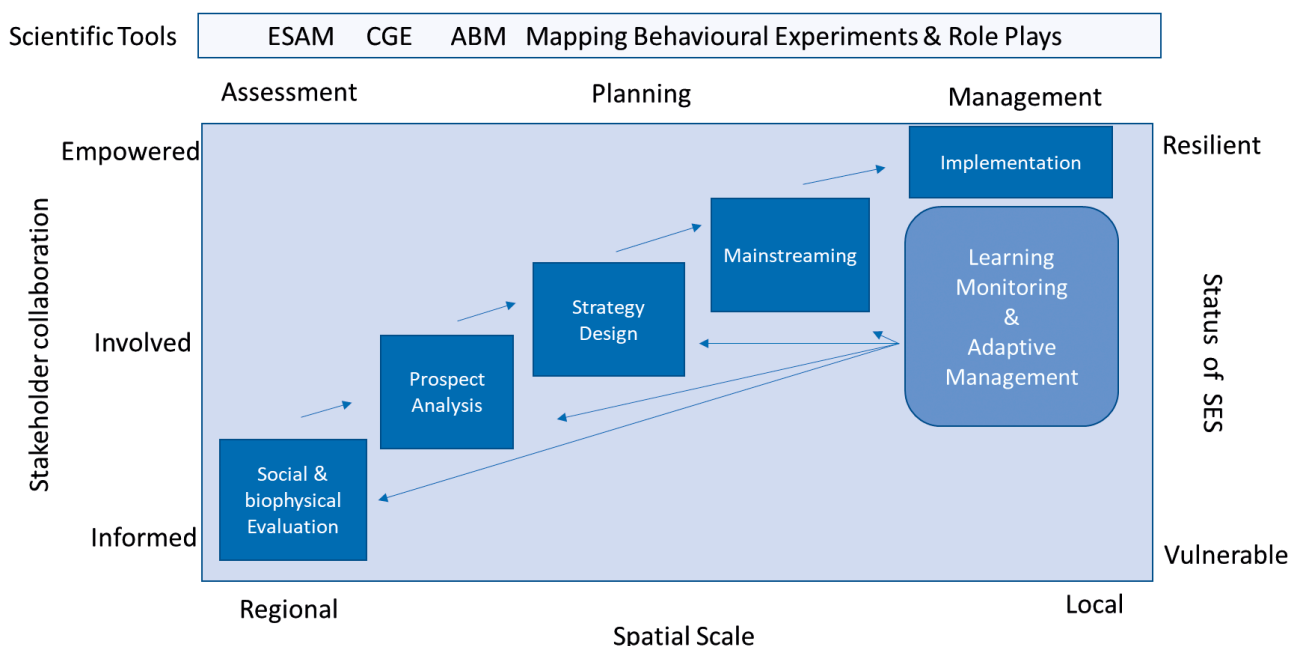 Scientific Tools
ESAM CGE ABM Mapping Behavioural Experiments & Role Plays
Assessment
Planning
Management
Empowered
Involved
Informed
Stakeholder collaboration
Implementation
Mainstreaming
Strategy
Design
Prospect
Analysis
Social &
biophysical
Evaluation
Learning
Monitoring
&
Adaptive
Management
Resilient
Status of SES
Vulnerable
Regional
Local
Spatial Scale